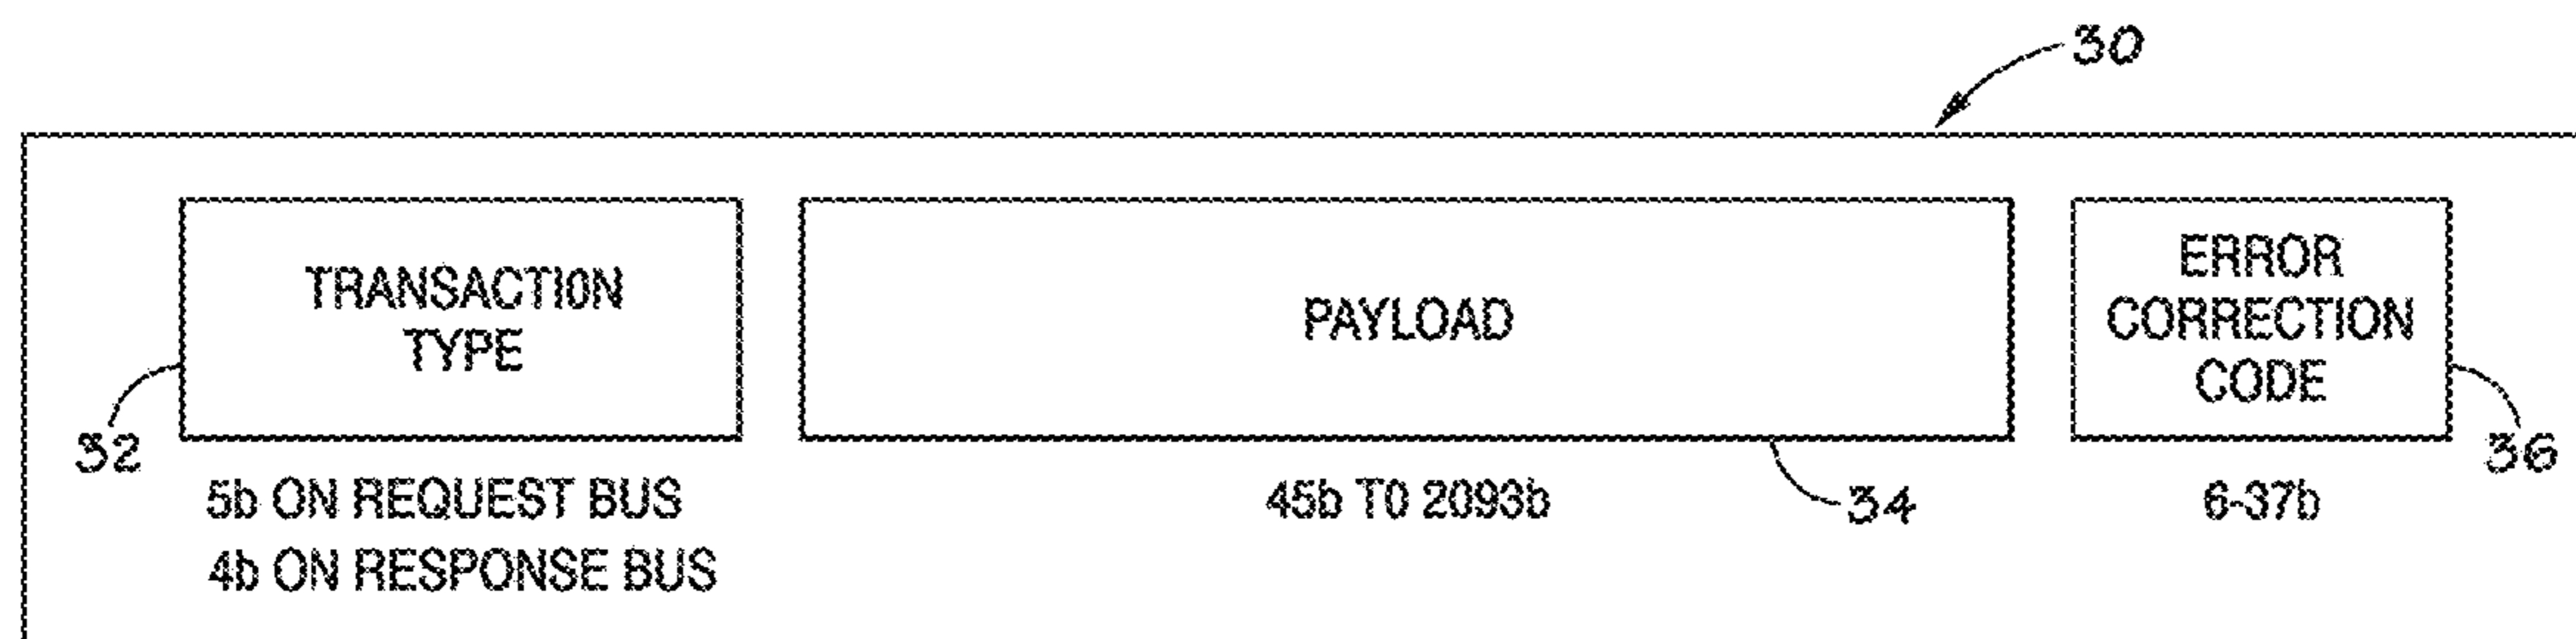 30
TRANSACTION
TYPE
PAYLOAD
ERROR
CORRECTION
CODE
32
34
36
5b ON REQUEST BUS
4b ON RESPONSE BUS
45b TO 2093b
6-37b